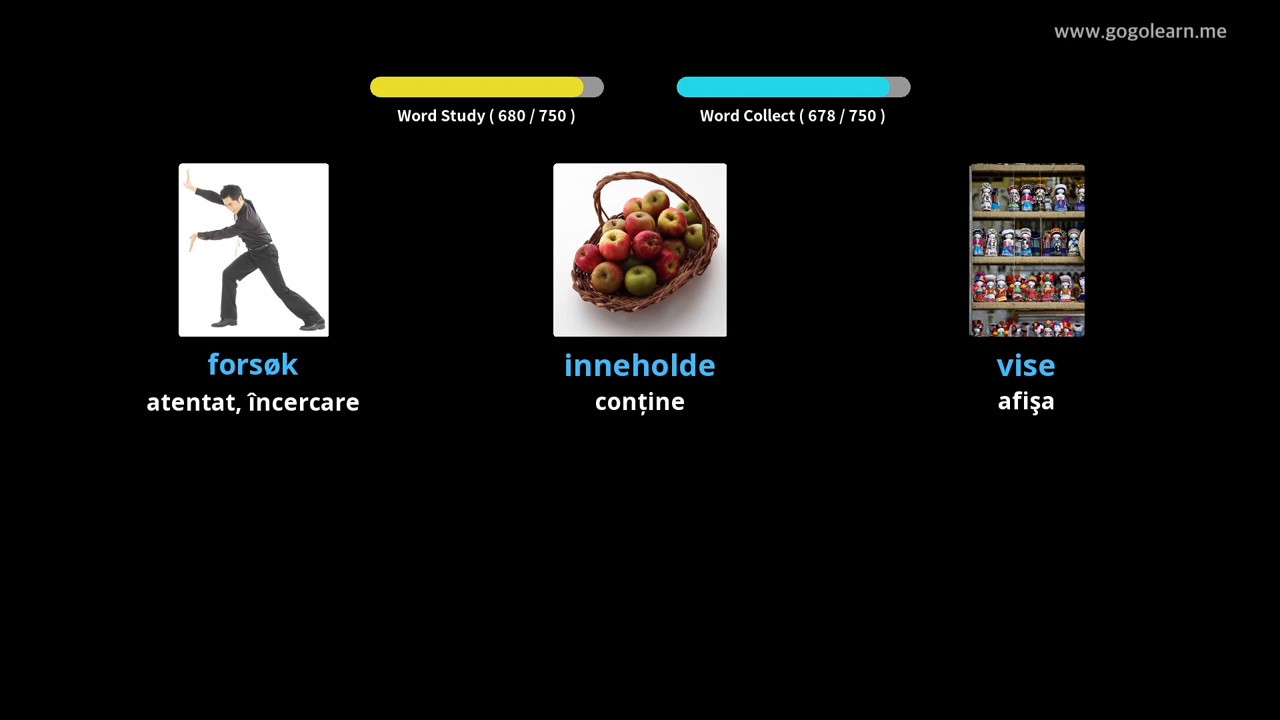 www.gogolearn.me
Word Study ( 680 / 750 )
Word Collect ( 678 / 750 )
forsøk
inneholde
vise
atentat, încercare
conține
afişa